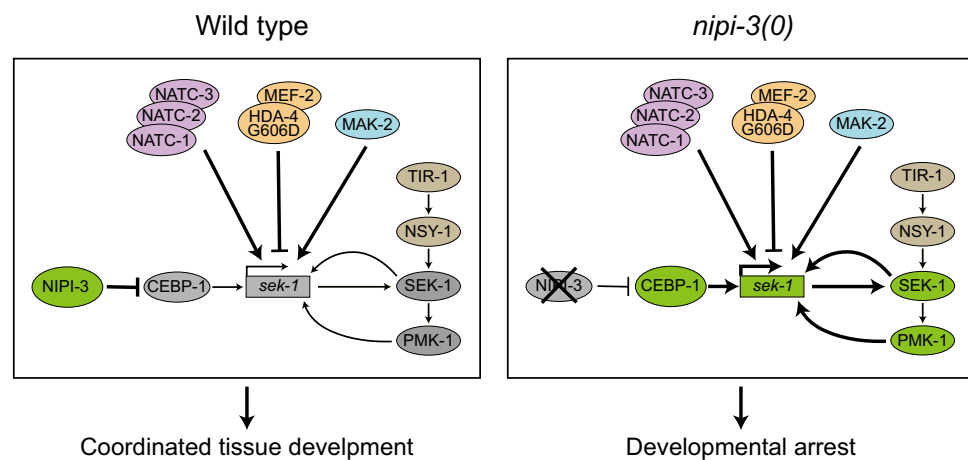 Wild type
NATC-3
NATC-2
NATC-1
MEF-2
HDA-4
G606D
MAK-2
TIR-1
NSY-1
NIPI-3
CEBP-1
sek-1
SEK-1
PMK-1
Coordinated tissue develpment
nipi-3(0)
NATC-3
NATC-2
NATC-1
MEF-2
HDA-4
G606D
MAK-2
TIR-1
NSY-1
NIPI-3
CEBP-1
sek-1
SEK-1
PMK-1
Developmental arrest